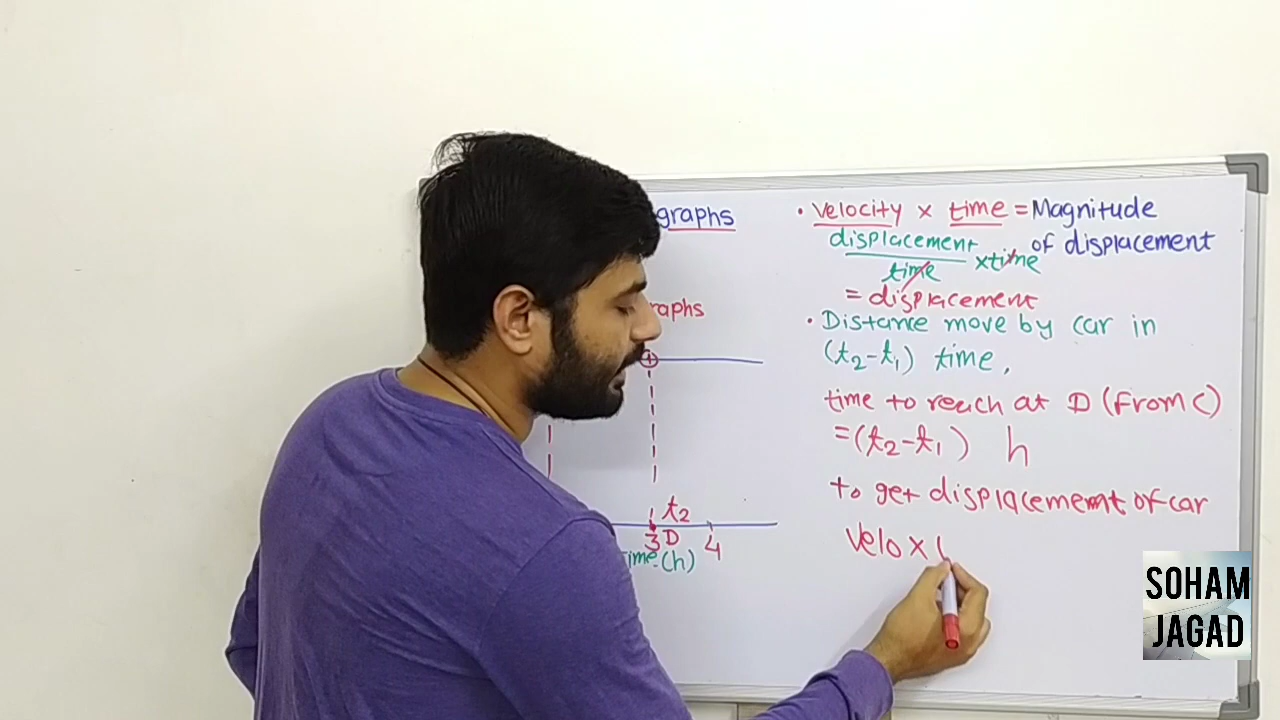 graphs
raphs
t2
3 D
4
time (h)
• Velocity × time = Magnitude
of displacement
displacement
time
×time
= displacement
• Distance move by car in
(t2-t1) time,
time to reach at D (From C)
=(t2-t1) h
to get displacement of car
Velo × (
SOHAM
JAGAD